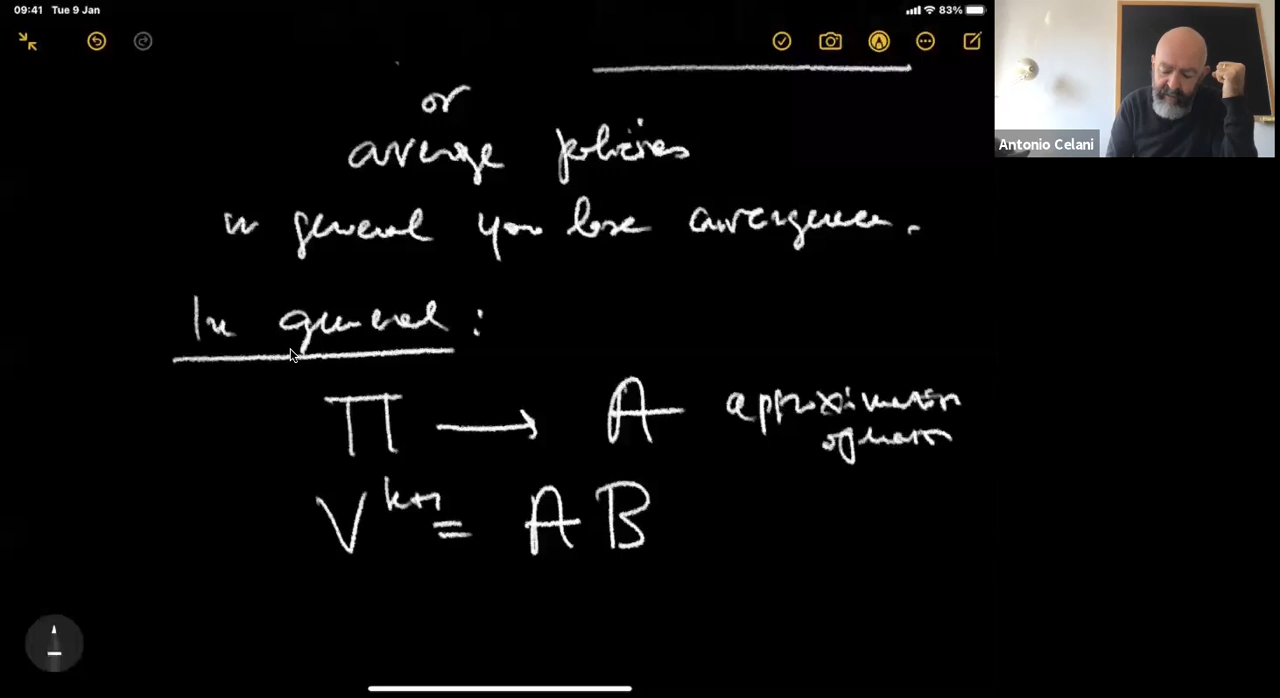 09:41 Tue 9 Jan
83%
Antonio Celani
or
average policies
in general you lose convergence.
In general:
Π → A approximation
operator
V^{k+1} = A B